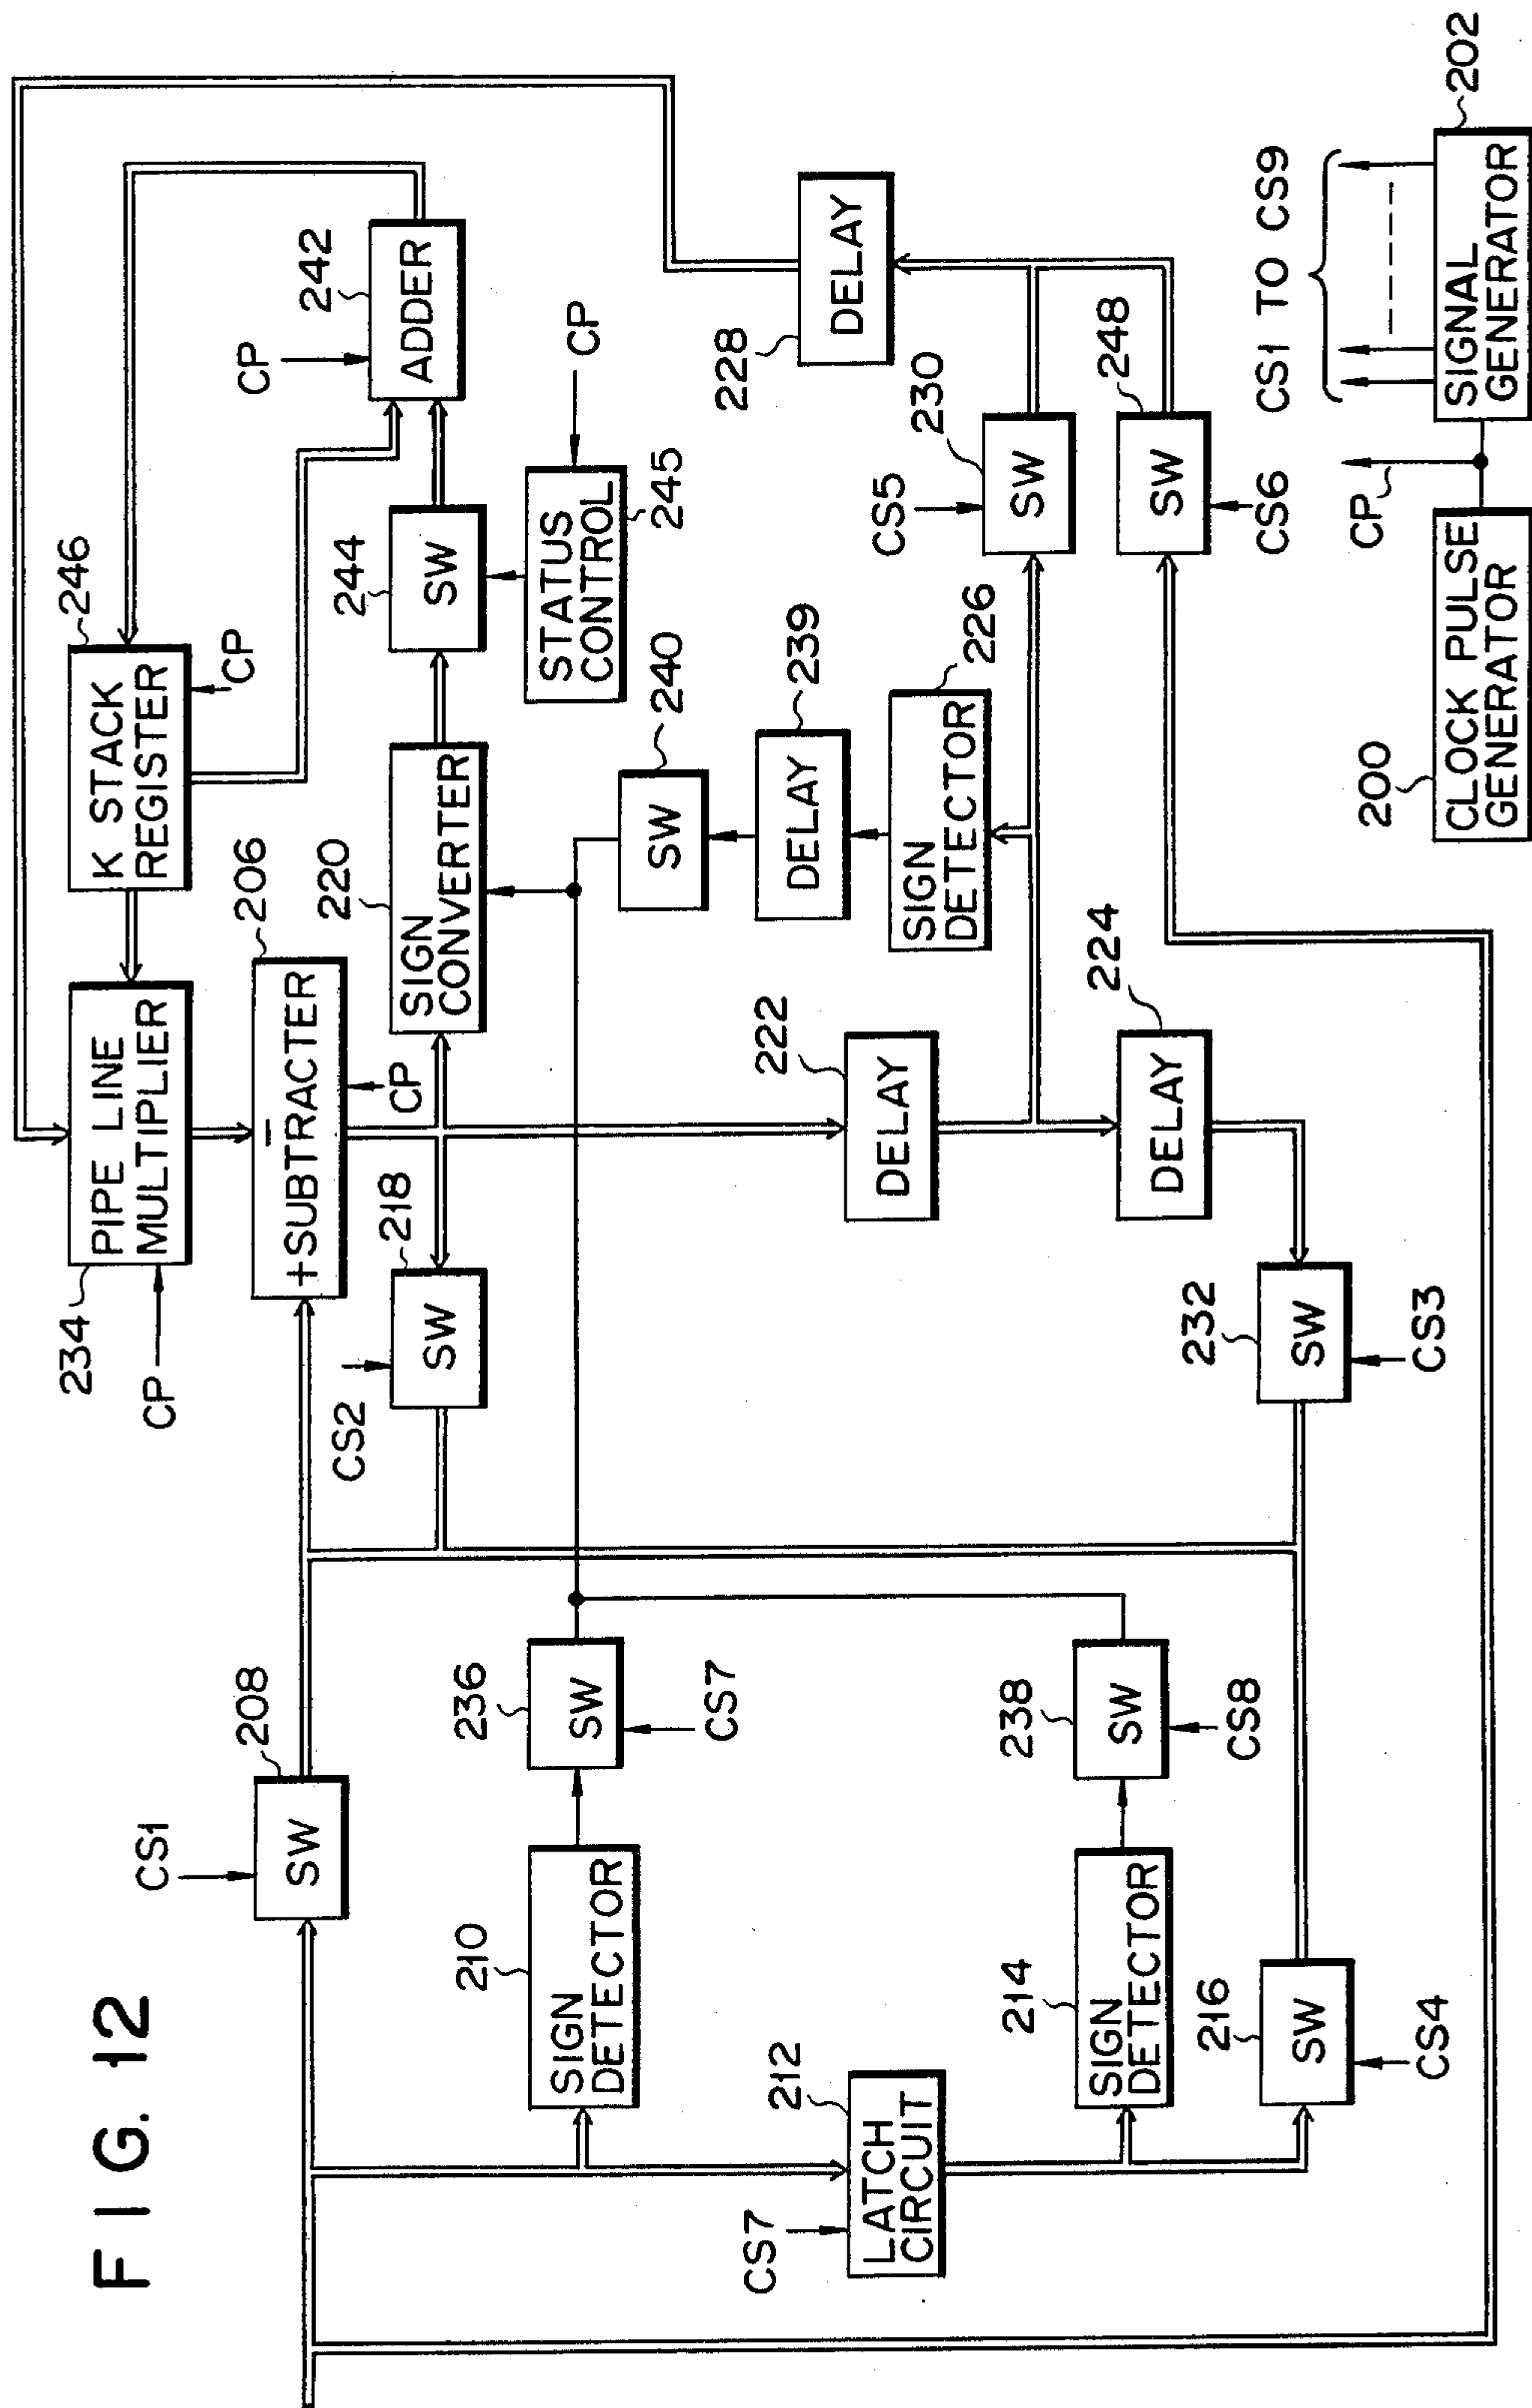 FIG. 12
234
PIPE LINE
MULTIPLIER
CP
246
K STACK
REGISTER
CP
CS1
208
SW
206
+SUBTRACTER
−
CP
CS2
218
SW
220
SIGN
CONVERTER
244
SW
CP
242
ADDER
STATUS
CONTROL
245
CP
210
SIGN
DETECTOR
236
SW
CS7
240
SW
239
DELAY
226
SIGN
DETECTOR
CS7
212
LATCH
CIRCUIT
222
DELAY
228
DELAY
CS5
230
SW
214
SIGN
DETECTOR
238
SW
CS8
224
DELAY
248
SW
CS6
216
SW
CS4
232
SW
CS3
200
CLOCK PULSE
GENERATOR
CP
CS1 TO CS9
SIGNAL
GENERATOR
202